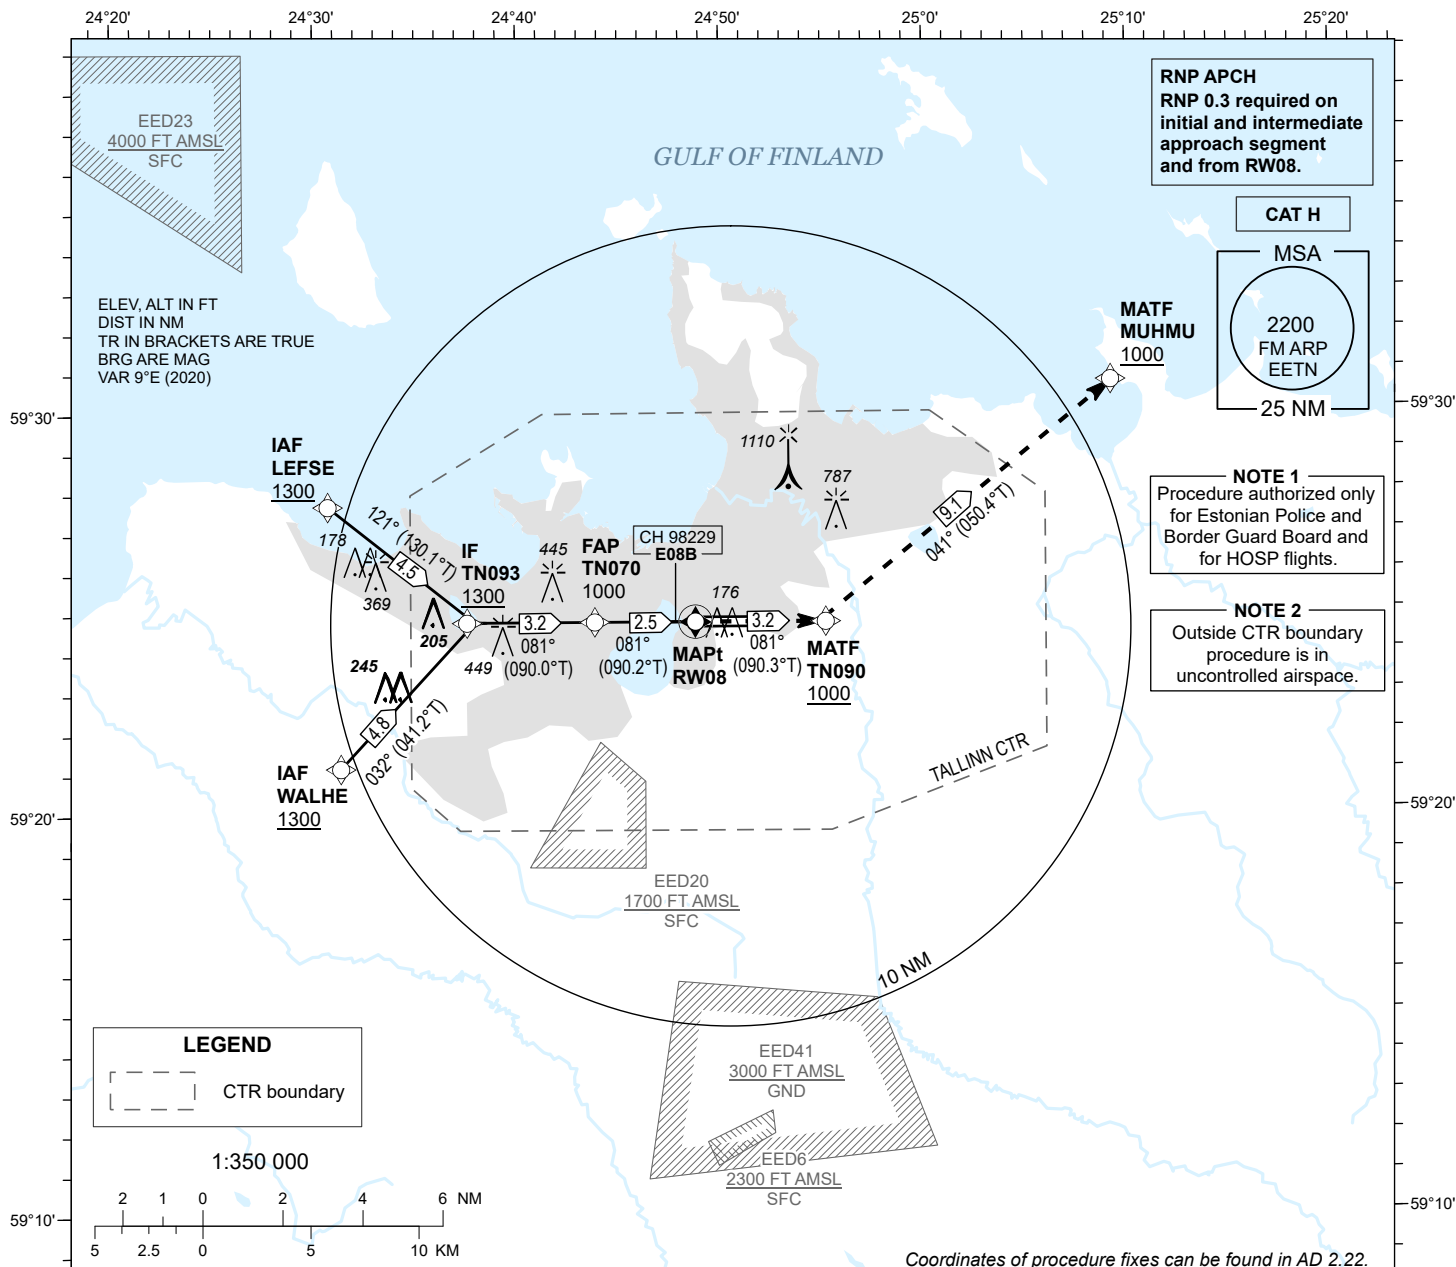 24°20' 24°30' 24°40' 24°50' 25°0' 25°10' 25°20'
RNP APCH
RNP 0.3 required on
initial and intermediate
approach segment
and from RW08.
EED23
4000 FT AMSL
SFC
GULF OF FINLAND
CAT H
MSA
2200
FM ARP
EETN
25 NM
ELEV, ALT IN FT
DIST IN NM
TR IN BRACKETS ARE TRUE
BRG ARE MAG
VAR 9°E (2020)
MATF
MUHMU
1000
59°30' 59°30'
IAF
LEFSE
1300
1110
787
NOTE 1
Procedure authorized only
for Estonian Police and
Border Guard Board and
for HOSP flights.
9.1
041° (050.4°T)
121° (130.1°T)
4.5
178
369
205
IF
TN093
1300
445
FAP
TN070
1000
CH 98229
E08B
176
3.2
081°
(090.0°T)
449
2.5
081°
(090.2°T)
MAPt
RW08
3.2
081°
(090.3°T)
MATF
TN090
1000
NOTE 2
Outside CTR boundary
procedure is in
uncontrolled airspace.
245
4.8
032° (041.2°T)
IAF
WALHE
1300
TALLINN CTR
59°20' 59°20'
EED20
1700 FT AMSL
SFC
10 NM
LEGEND
CTR boundary
EED41
3000 FT AMSL
GND
EED6
2300 FT AMSL
SFC
1:350 000
2 1 0 2 4 6 NM
5 2.5 0 5 10 KM
59°10' 59°10'
Coordinates of procedure fixes can be found in AD 2.22.